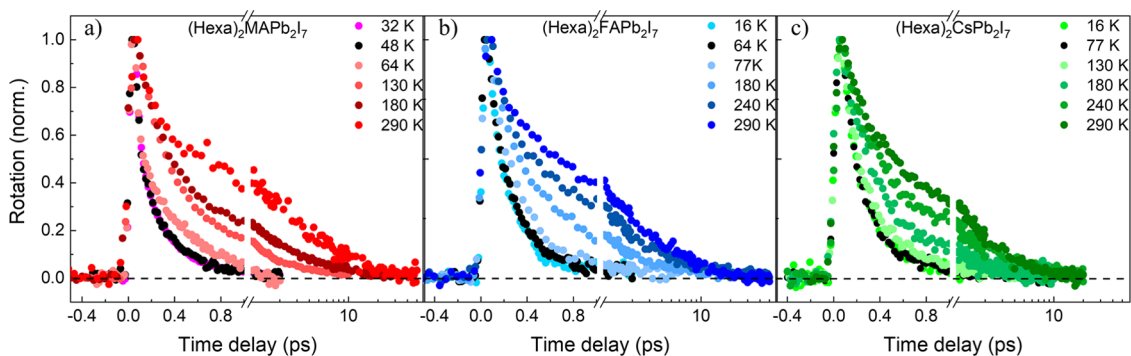 a) (Hexa)₂MAPb₂I₇
32 K
48 K
64 K
130 K
180 K
290 K
b) (Hexa)₂FAPb₂I₇
16 K
64 K
77K
180 K
240 K
290 K
c) (Hexa)₂CsPb₂I₇
16 K
77 K
130 K
180 K
240 K
290 K
Rotation (norm.)
1.0
0.8
0.6
0.4
0.2
0.0
-0.4 0.0 0.4 0.8 10
-0.4 0.0 0.4 0.8 10
-0.4 0.0 0.4 0.8 10
Time delay (ps)
Time delay (ps)
Time delay (ps)